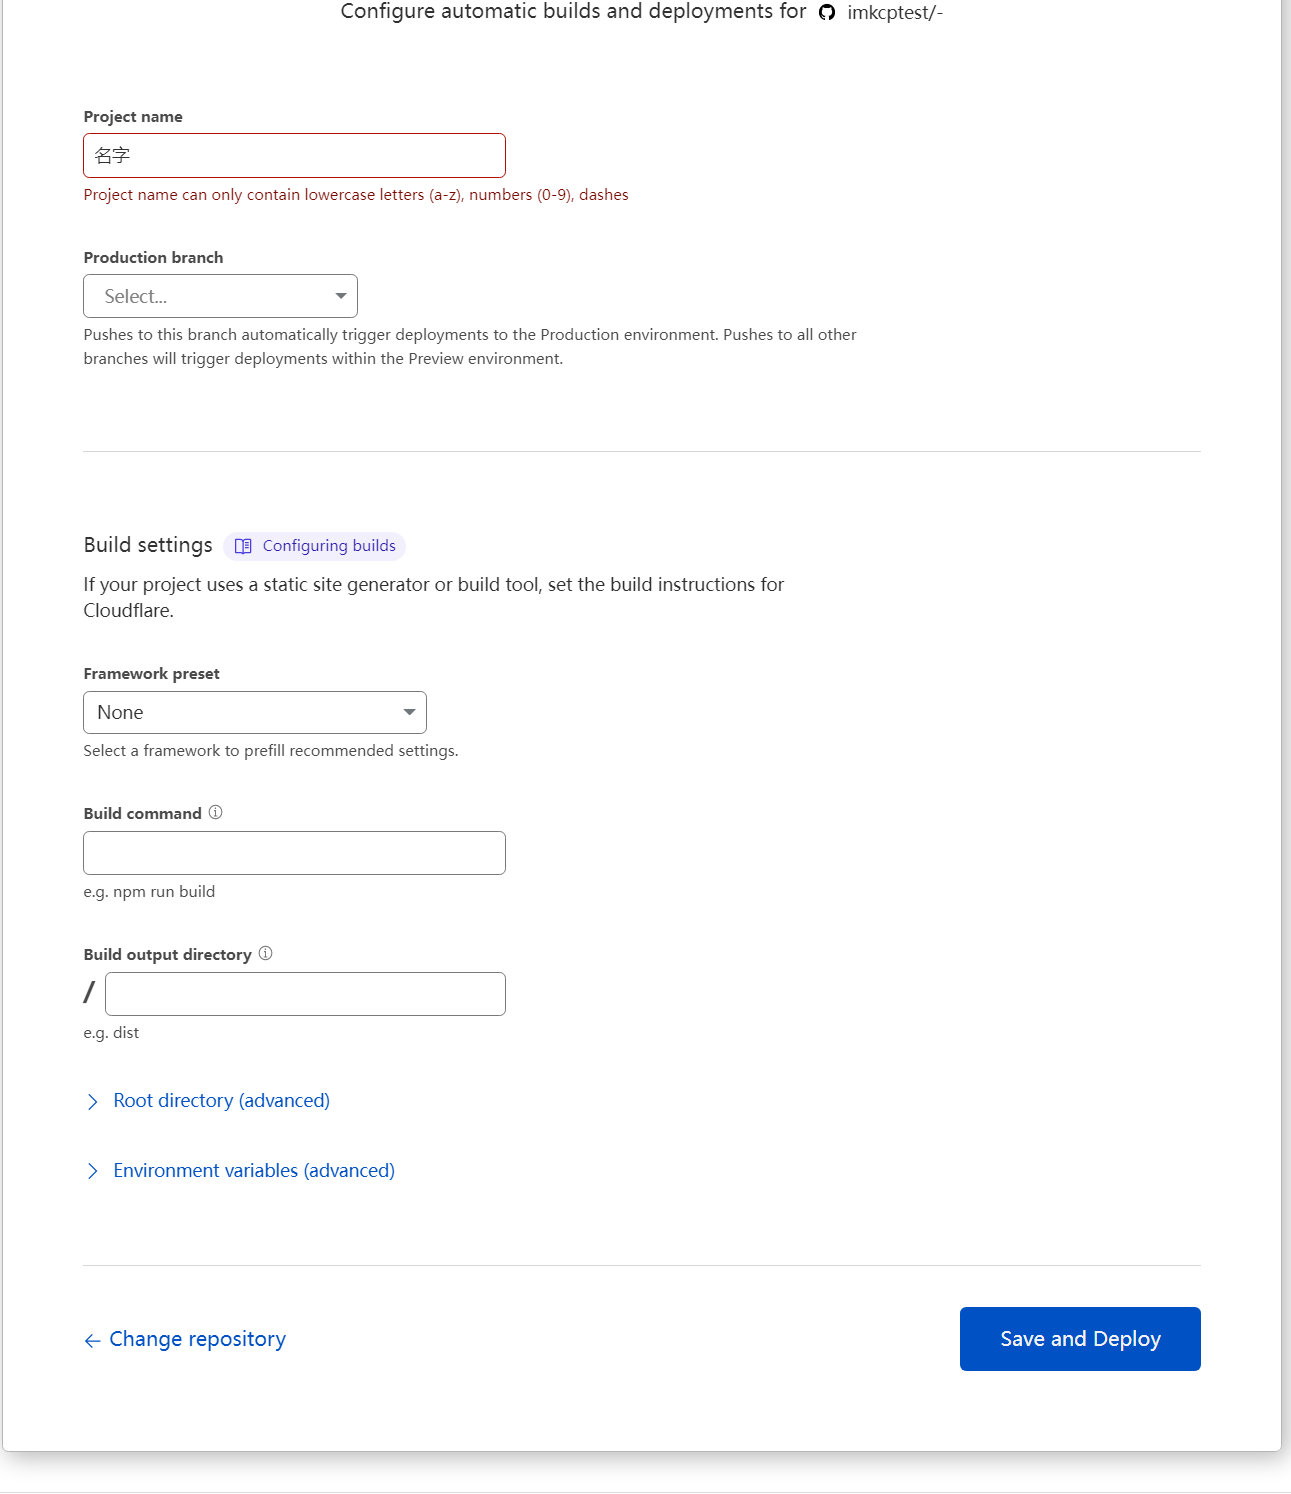 Configure automatic builds and deployments for imkcptest/-
Project name
名字
Project name can only contain lowercase letters (a-z), numbers (0-9), dashes
Production branch
Select...
Pushes to this branch automatically trigger deployments to the Production environment. Pushes to all other
branches will trigger deployments within the Preview environment.
Build settings Configuring builds
If your project uses a static site generator or build tool, set the build instructions for
Cloudflare.
Framework preset
None
Select a framework to prefill recommended settings.
Build command
e.g. npm run build
Build output directory
/
e.g. dist
Root directory (advanced)
Environment variables (advanced)
← Change repository
Save and Deploy